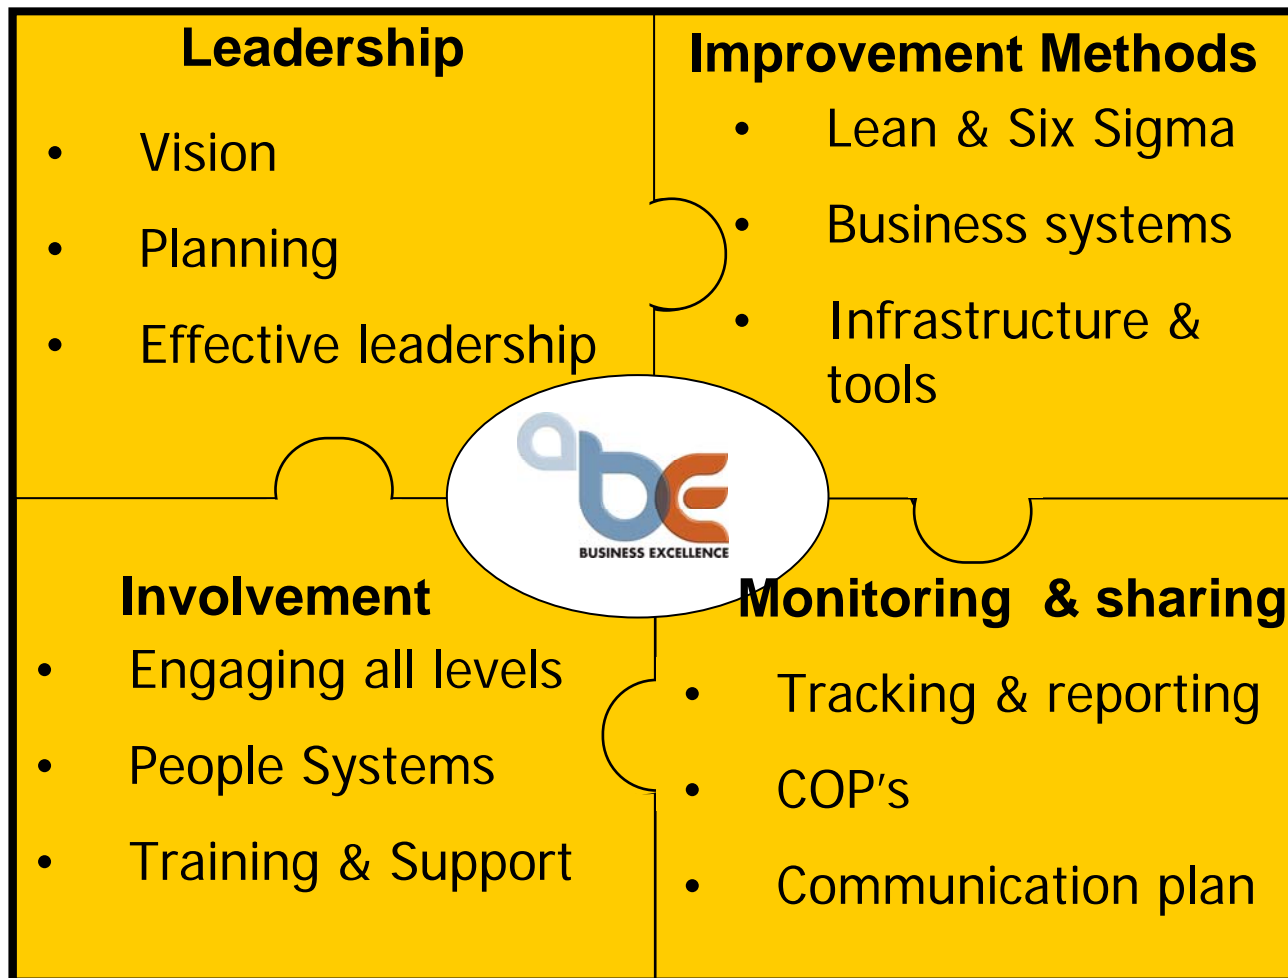 Leadership
• Vision
• Planning
• Effective leadership
Improvement Methods
• Lean & Six Sigma
• Business systems
• Infrastructure &
tools
abE
BUSINESS EXCELLENCE
Involvement
• Engaging all levels
• People Systems
• Training & Support
Monitoring & sharing
• Tracking & reporting
• COP's
• Communication plan